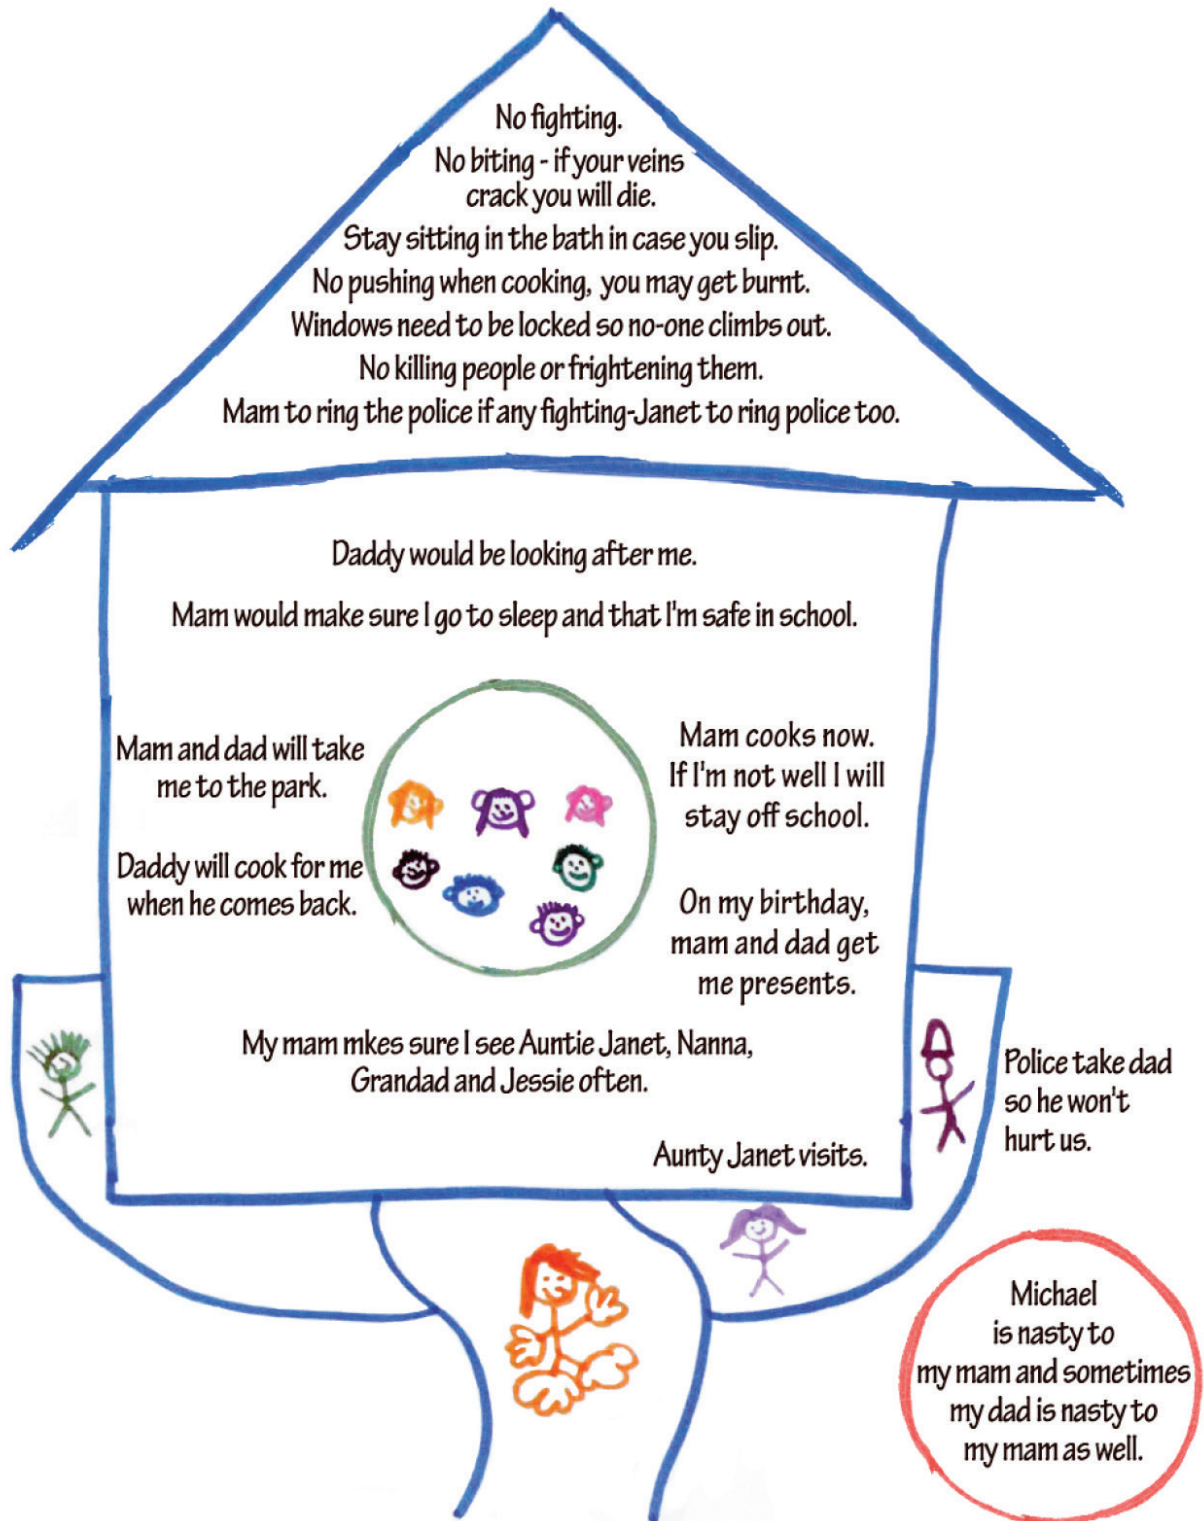 No fighting.
No biting - if your veins
crack you will die.
Stay sitting in the bath in case you slip.
No pushing when cooking, you may get burnt.
Windows need to be locked so no-one climbs out.
No killing people or frightening them.
Mam to ring the police if any fighting-Janet to ring police too.
Daddy would be looking after me.
Mam would make sure I go to sleep and that I'm safe in school.
Mam and dad will take
me to the park.
Daddy will cook for me
when he comes back.
Mam cooks now.
If I'm not well I will
stay off school.
On my birthday,
mam and dad get
me presents.
My mam mkes sure I see Auntie Janet, Nanna,
Grandad and Jessie often.
Aunty Janet visits.
Police take dad
so he won't
hurt us.
Michael
is nasty to
my mam and sometimes
my dad is nasty to
my mam as well.